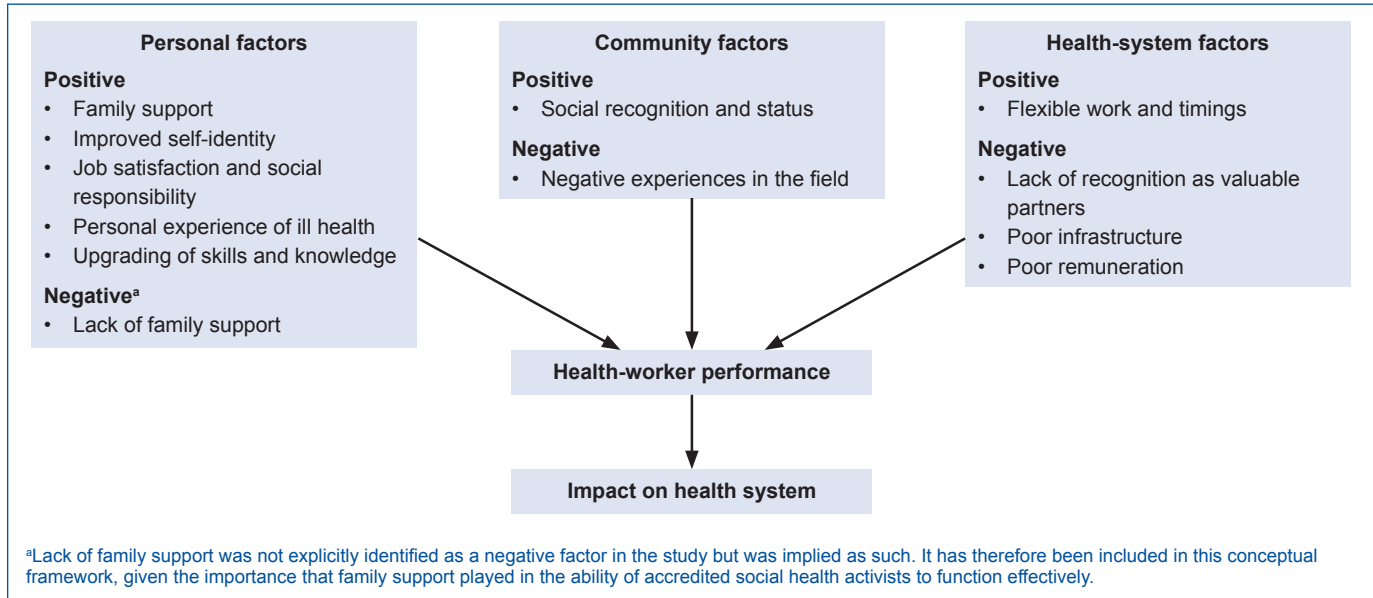 Personal factors
Positive
• Family support
• Improved self-identity
• Job satisfaction and social
responsibility
• Personal experience of ill health
• Upgrading of skills and knowledge
Negativeᵃ
• Lack of family support
Community factors
Positive
• Social recognition and status
Negative
• Negative experiences in the field
Health-system factors
Positive
• Flexible work and timings
Negative
• Lack of recognition as valuable
partners
• Poor infrastructure
• Poor remuneration
Health-worker performance
Impact on health system
ᵃLack of family support was not explicitly identified as a negative factor in the study but was implied as such. It has therefore been included in this conceptual
framework, given the importance that family support played in the ability of accredited social health activists to function effectively.